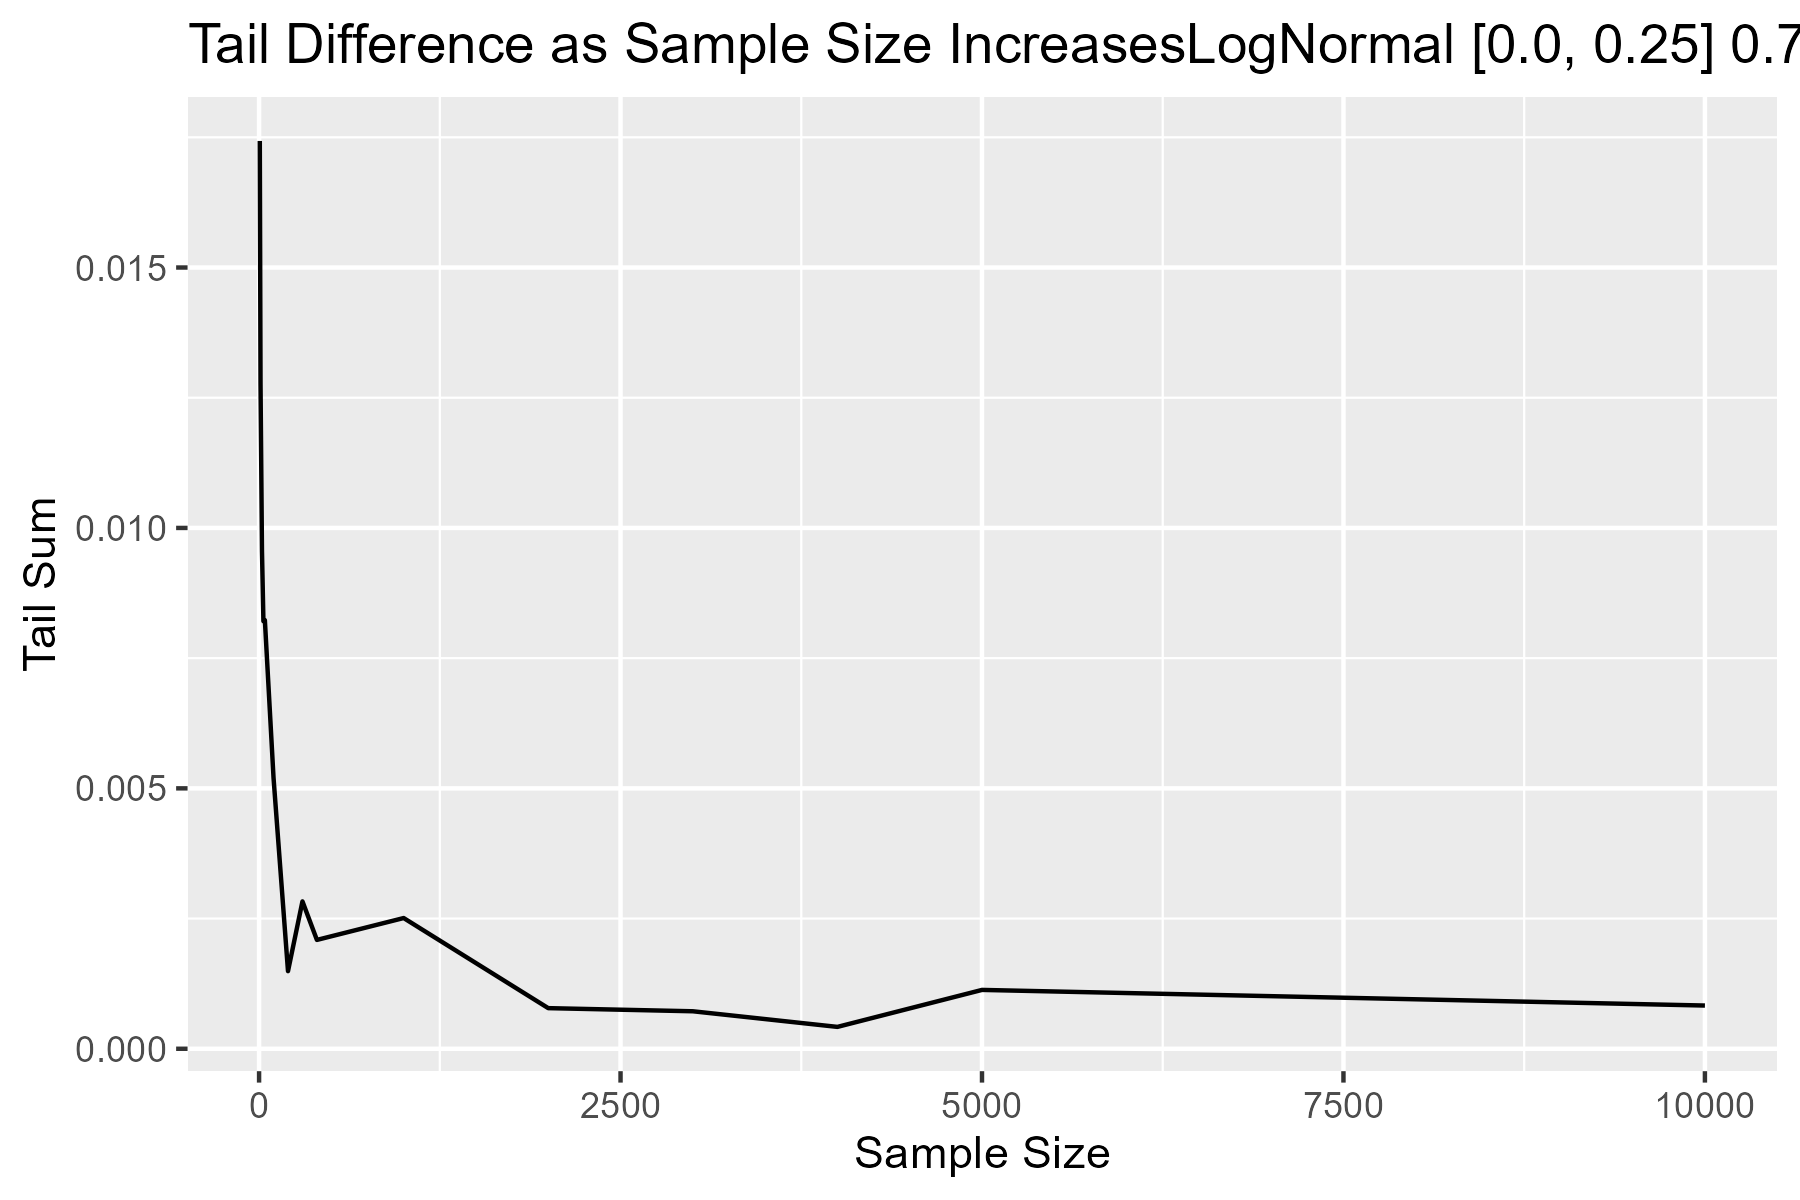 Tail Difference as Sample Size IncreasesLogNormal [0.0, 0.25] 0.7
0.015
0.010
0.005
0.000
Tail Sum
0 2500 5000 7500 10000
Sample Size